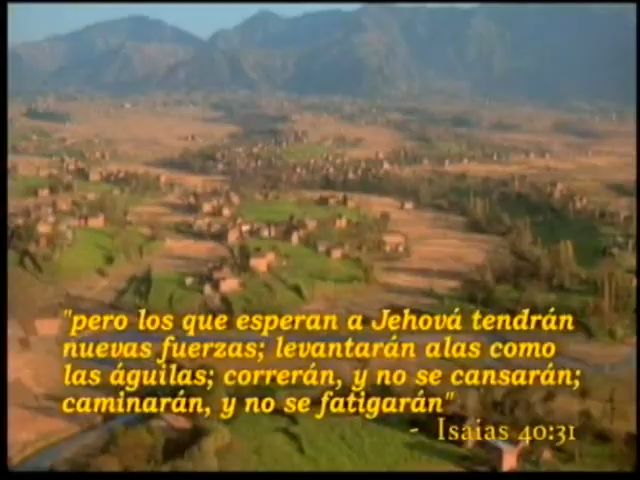 "pero los que esperan a Jehová tendrán
nuevas fuerzas; levantarán alas como
las águilas; correrán, y no se cansarán;
caminarán, y no se fatigarán"
- Isaias 40:31